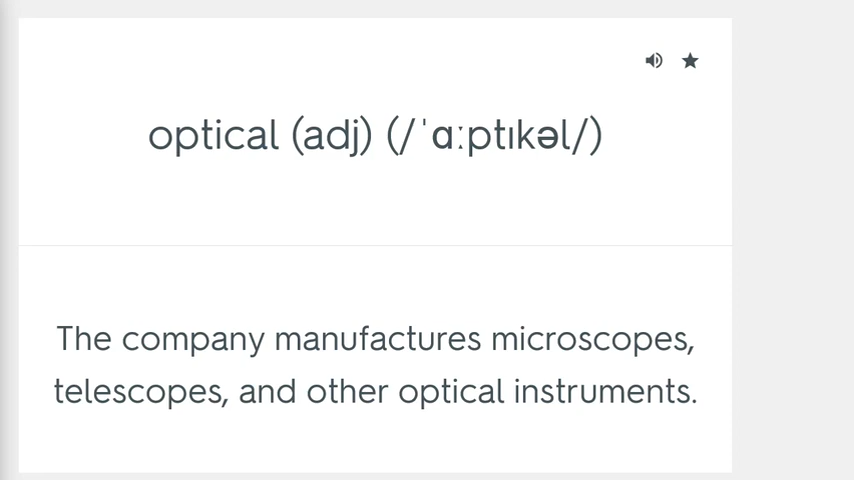 optical (adj) (/ˈɑːptɪkəl/)
The company manufactures microscopes,
telescopes, and other optical instruments.